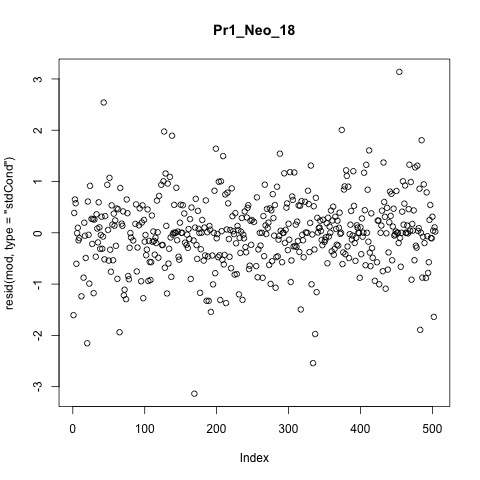 Pr1_Neo_18
resid(mod, type = "stdCond")
3
2
1
0
-1
-2
-3
0 100 200 300 400 500
Index